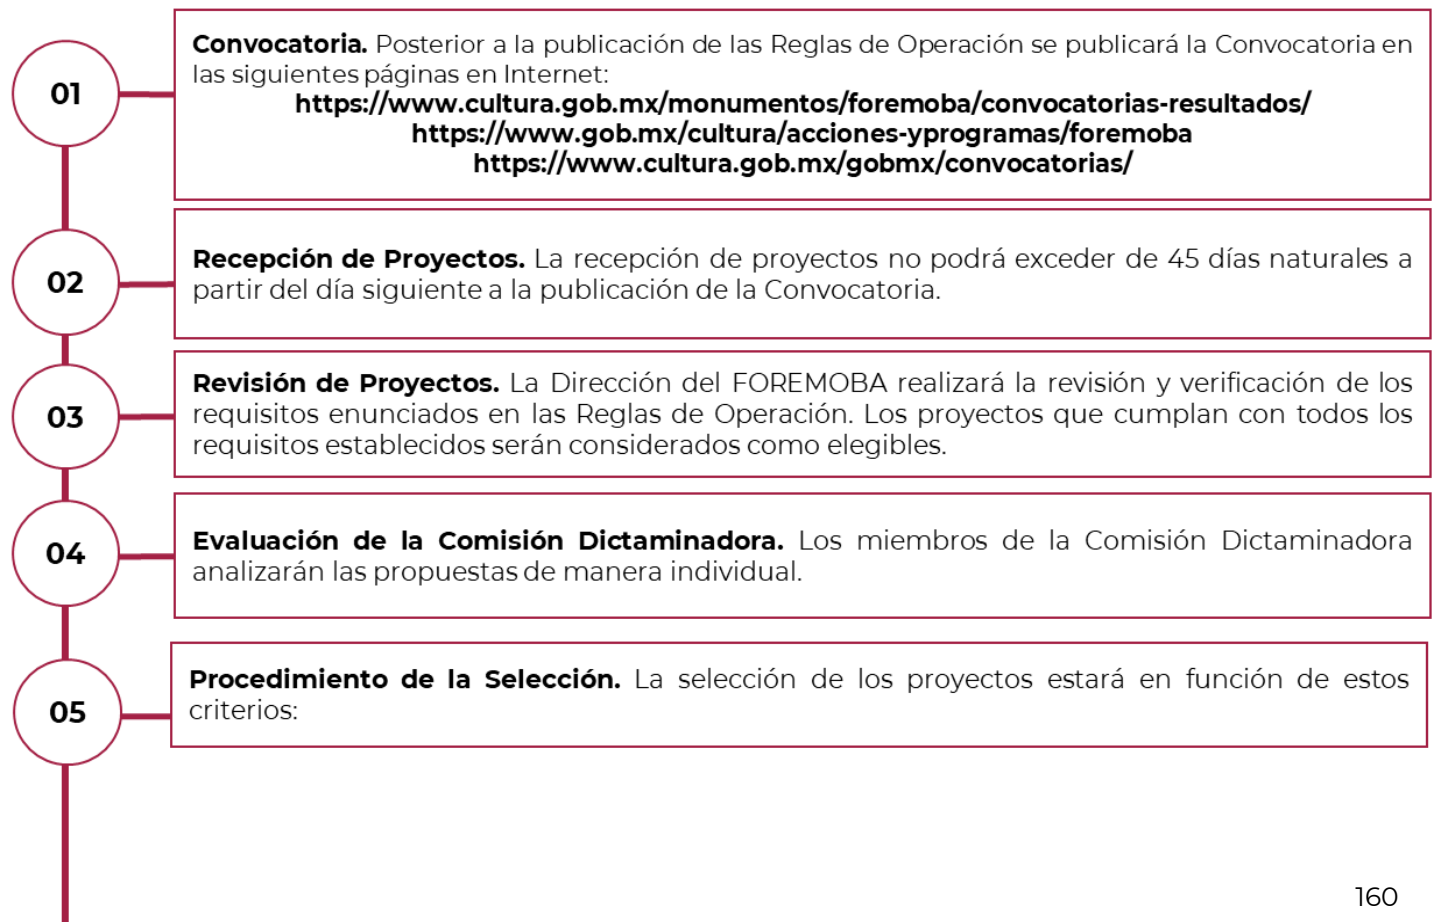 01
Convocatoria. Posterior a la publicación de las Reglas de Operación se publicará la Convocatoria en
las siguientes páginas en Internet:
https://www.cultura.gob.mx/monumentos/foremoba/convocatorias-resultados/
https://www.gob.mx/cultura/acciones-yprogramas/foremoba
https://www.cultura.gob.mx/gobmx/convocatorias/
02
Recepción de Proyectos. La recepción de proyectos no podrá exceder de 45 días naturales a
partir del día siguiente a la publicación de la Convocatoria.
03
Revisión de Proyectos. La Dirección del FOREMOBA realizará la revisión y verificación de los
requisitos enunciados en las Reglas de Operación. Los proyectos que cumplan con todos los
requisitos establecidos serán considerados como elegibles.
04
Evaluación de la Comisión Dictaminadora. Los miembros de la Comisión Dictaminadora
analizarán las propuestas de manera individual.
05
Procedimiento de la Selección. La selección de los proyectos estará en función de estos
criterios:
160